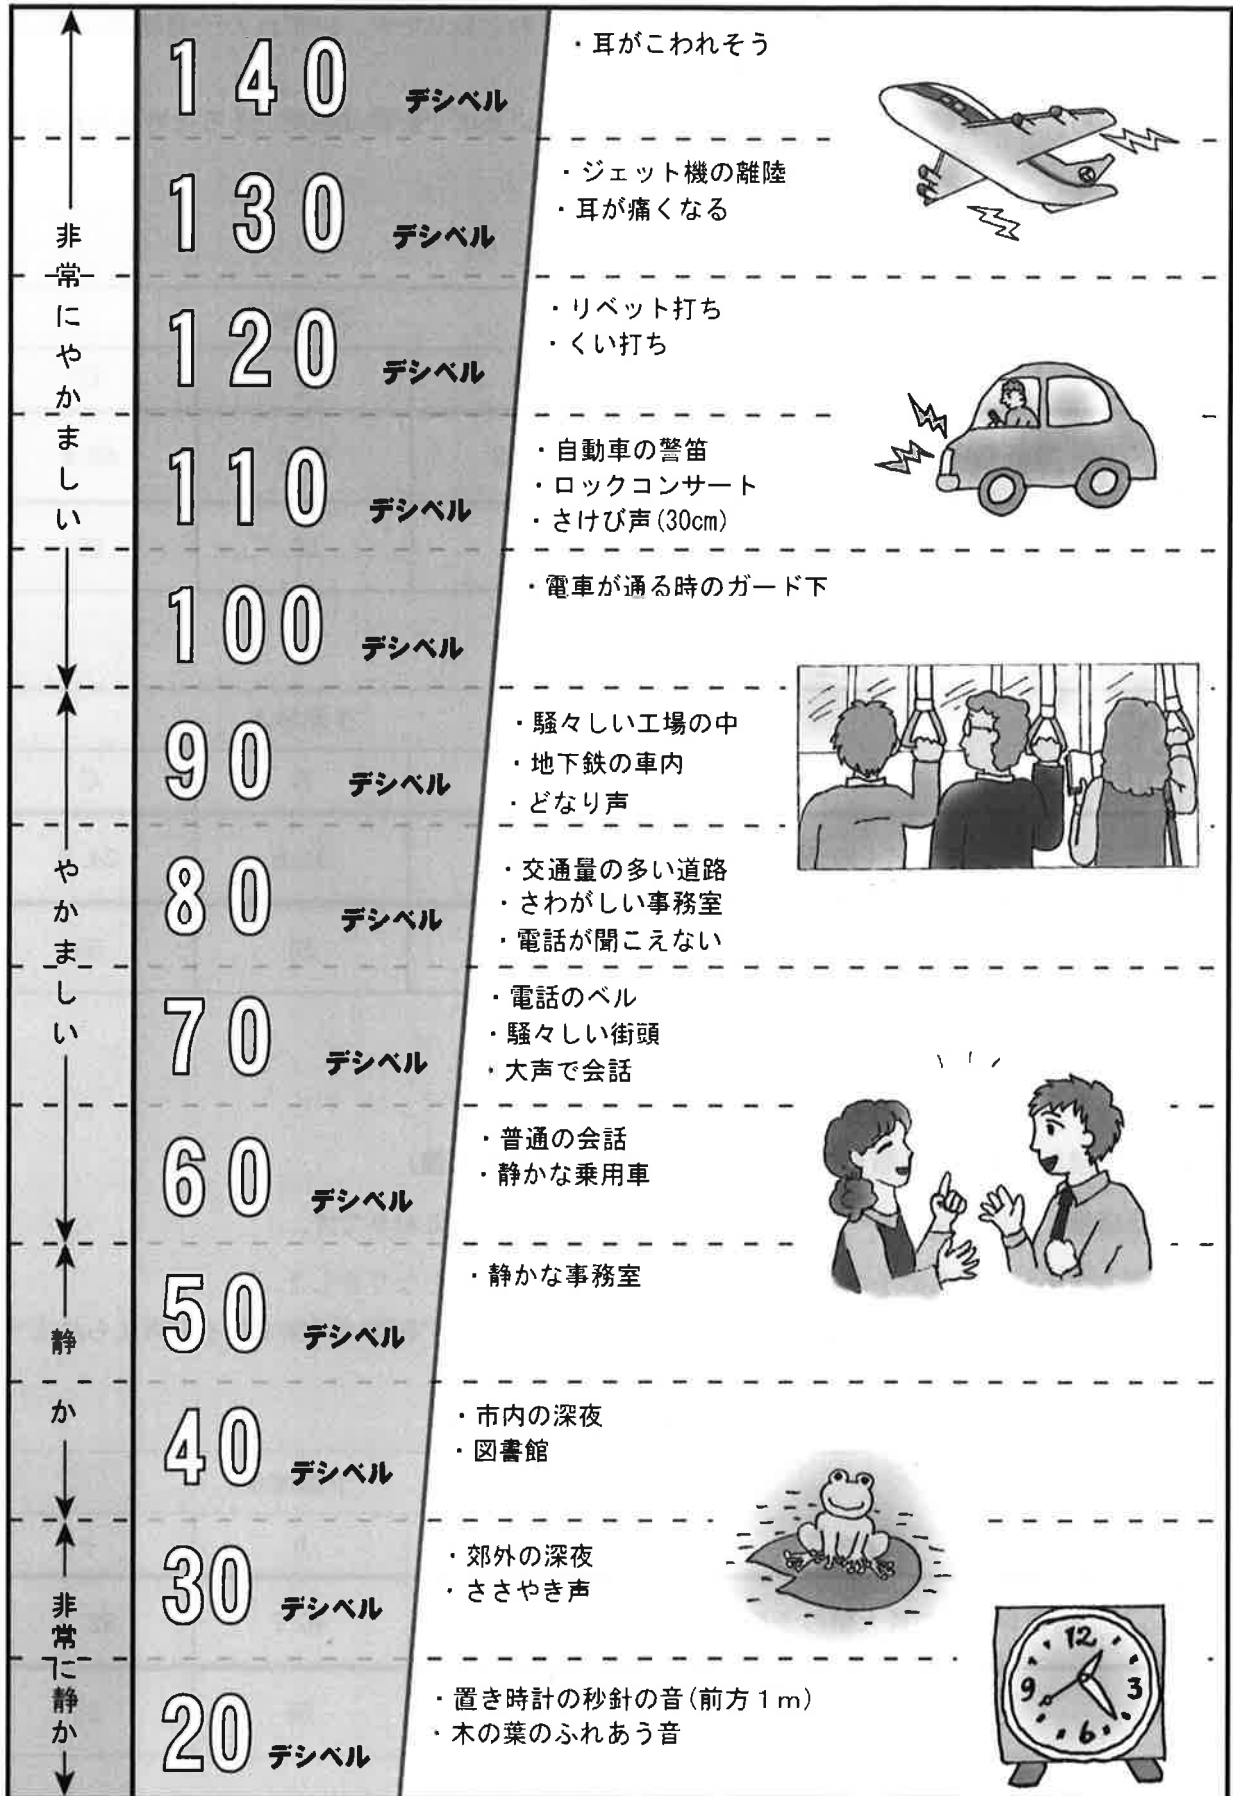 非常にやかましい
140 デシベル
・耳がこわれそう
130 デシベル
・ジェット機の離陸
・耳が痛くなる
120 デシベル
・リベット打ち
・くい打ち
110 デシベル
・自動車の警笛
・ロックコンサート
・さけび声(30cm)
100 デシベル
・電車が通る時のガード下
やかましい
90 デシベル
・騒々しい工場の中
・地下鉄の車内
・どなり声
80 デシベル
・交通量の多い道路
・さわがしい事務室
・電話が聞こえない
70 デシベル
・電話のベル
・騒々しい街頭
・大声で会話
60 デシベル
・普通の会話
・静かな乗用車
静か
50 デシベル
・静かな事務室
40 デシベル
・市内の深夜
・図書館
非常に静か
30 デシベル
・郊外の深夜
・ささやき声
20 デシベル
・置き時計の秒針の音(前方1m)
・木の葉のふれあう音
12
9 3
6